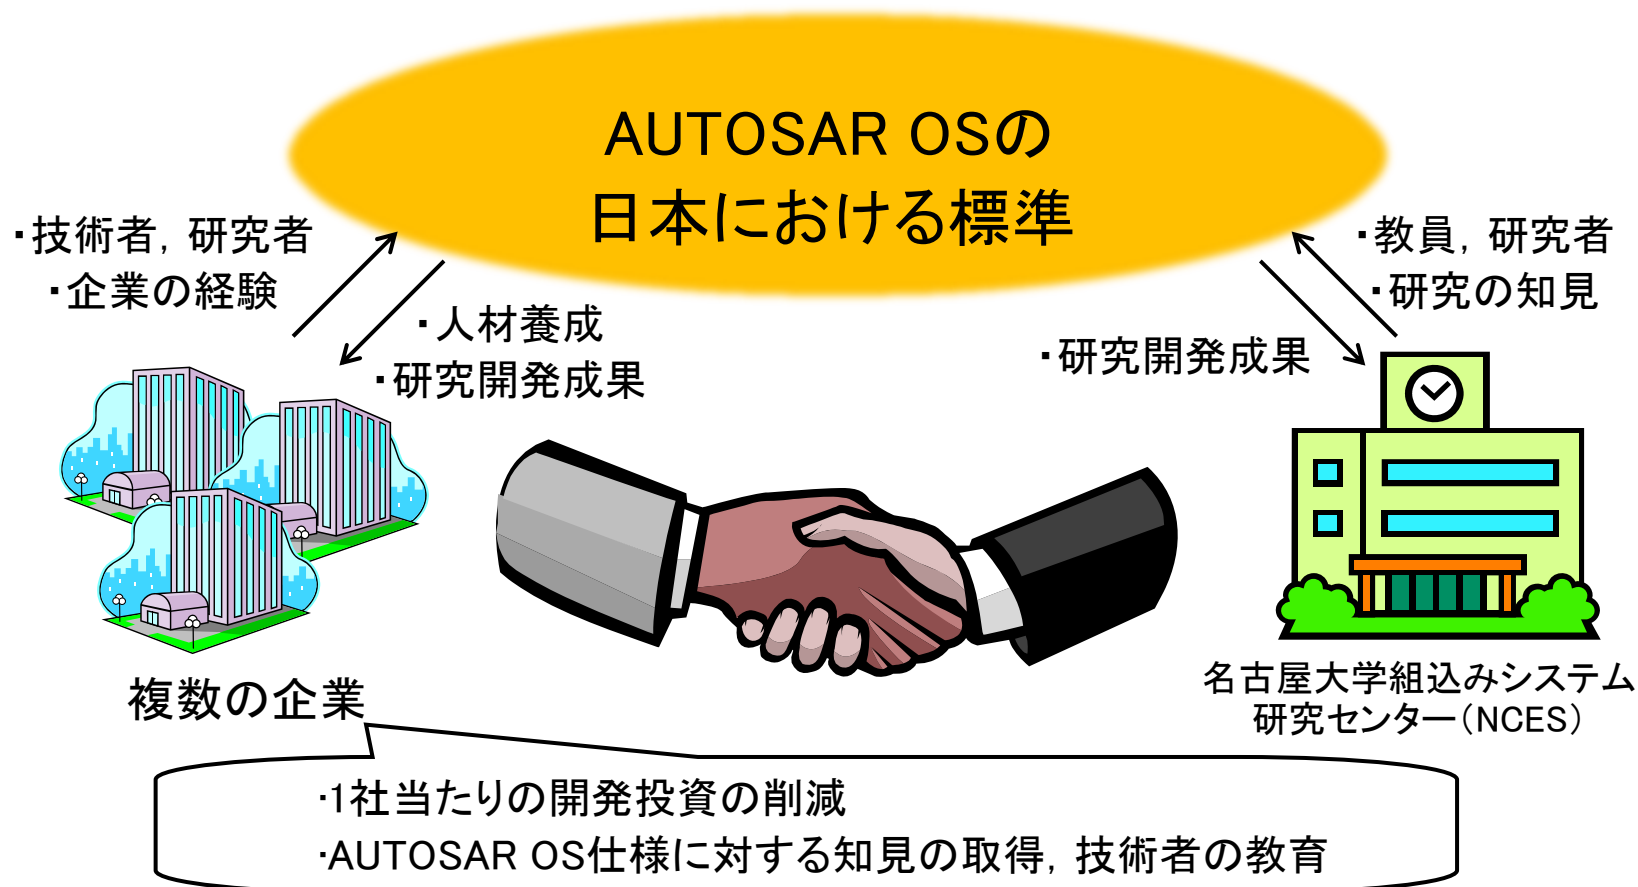 AUTOSAR OSの
日本における標準
・技術者, 研究者
・企業の経験
・人材養成
・研究開発成果
・教員, 研究者
・研究の知見
・研究開発成果
複数の企業
名古屋大学組込みシステム
研究センター(NCES)
・1社当たりの開発投資の削減
・AUTOSAR OS仕様に対する知見の取得, 技術者の教育